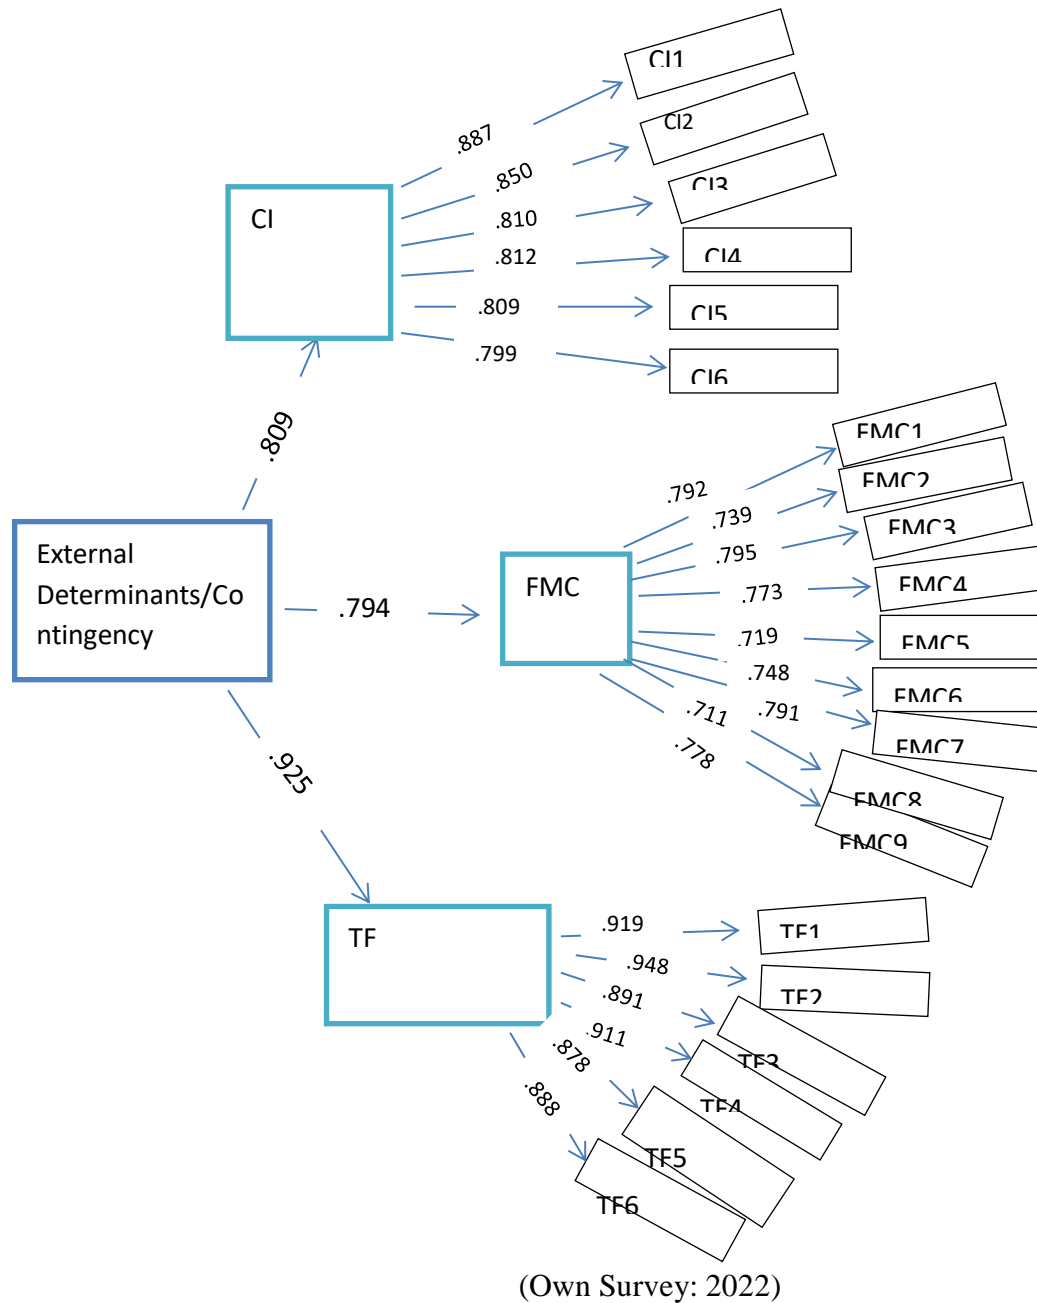 CI1
CI2
CI3
CI4
CI5
CI6
.887
.850
.810
.812
.809
.799
CI
.809
External
Determinants/Co
ntingency
.794
FMC
.792
.739
.795
.773
.719
.748
.791
.711
.778
FMC1
FMC2
FMC3
FMC4
FMC5
FMC6
FMC7
FMC8
FMC9
.925
TF
.919
.948
.891
.911
.878
.888
TF1
TF2
TF3
TF4
TF5
TF6
(Own Survey: 2022)